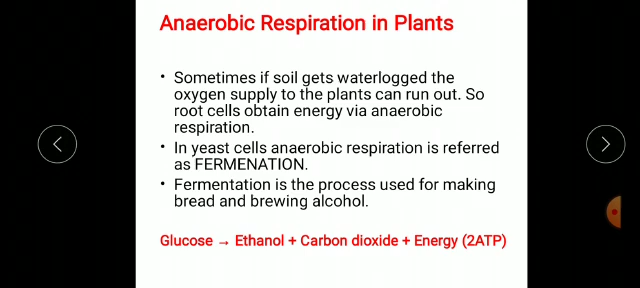 Anaerobic Respiration in Plants
• Sometimes if soil gets waterlogged the
oxygen supply to the plants can run out. So
root cells obtain energy via anaerobic
respiration.
• In yeast cells anaerobic respiration is referred
as FERMENATION.
• Fermentation is the process used for making
bread and brewing alcohol.
Glucose → Ethanol + Carbon dioxide + Energy (2ATP)